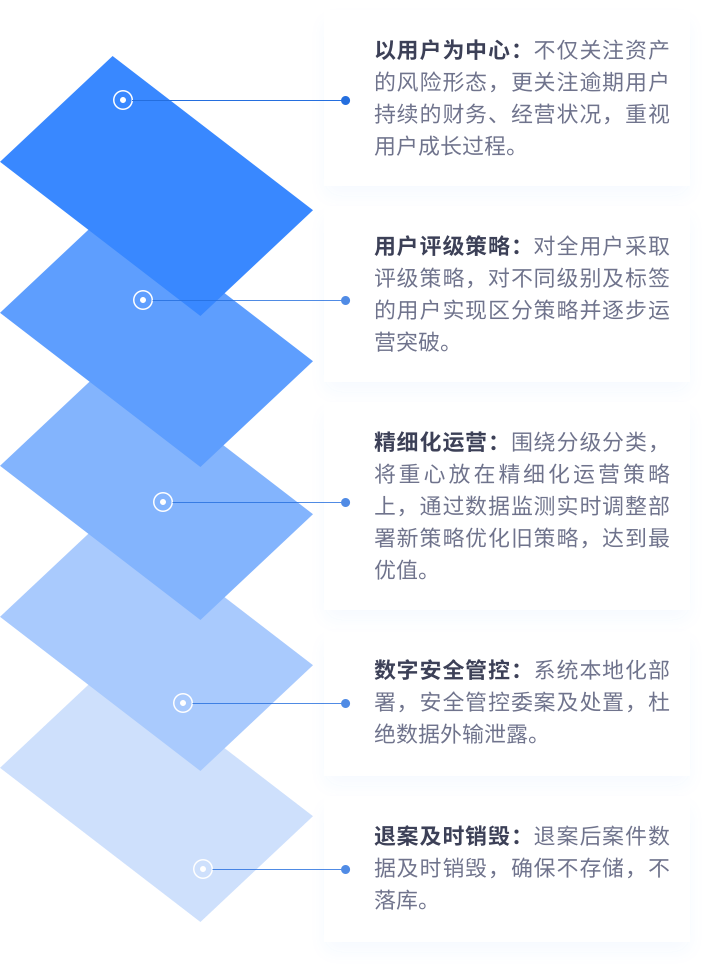 以用户为中心：不仅关注资产
的风险形态，更关注逾期用户
持续的财务、经营状况，重视
用户成长过程。
用户评级策略：对全用户采取
评级策略，对不同级别及标签
的用户实现区分策略并逐步运
营突破。
精细化运营：围绕分级分类，
将重心放在精细化运营策略
上，通过数据监测实时调整部
署新策略优化旧策略，达到最
优值。
数字安全管控：系统本地化部
署，安全管控委案及处置，杜
绝数据外输泄露。
退案及时销毁：退案后案件数
据及时销毁，确保不存储，不
落库。